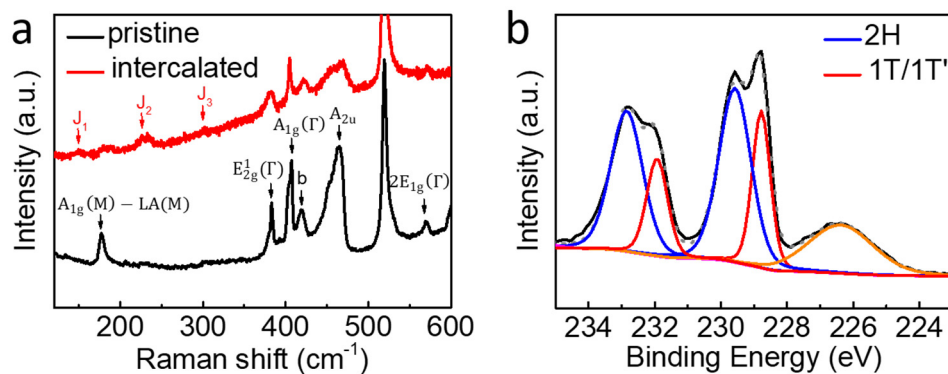 a
pristine
intercalated
J₁
J₂
J₃
A₁g(M) − LA(M)
E¹₂g(Γ)
A₁g(Γ)
b
A₂u
2E₁g(Γ)
Intensity (a.u.)
200 300 400 500 600
Raman shift (cm⁻¹)
b
2H
1T/1T'
Intensity (a.u.)
234 232 230 228 226 224
Binding Energy (eV)